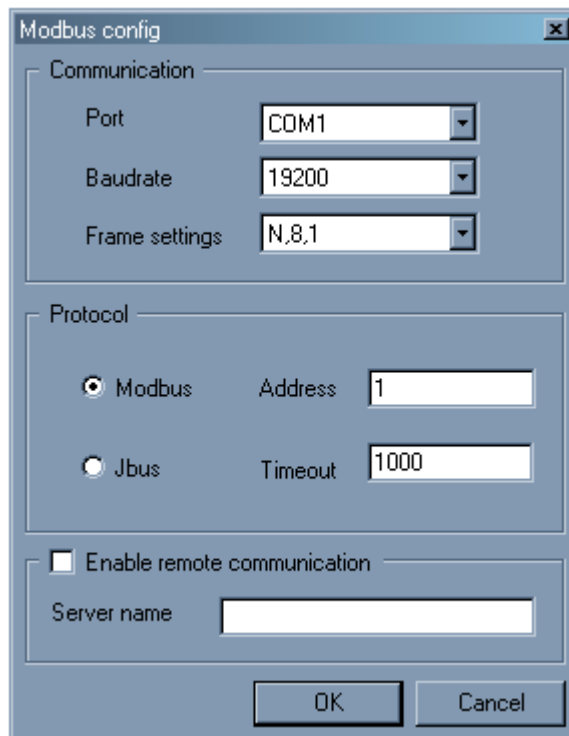 Modbus config
Communication
Port COM1
Baudrate 19200
Frame settings N,8,1
Protocol
Modbus Address 1
Jbus Timeout 1000
Enable remote communication
Server name
OK Cancel